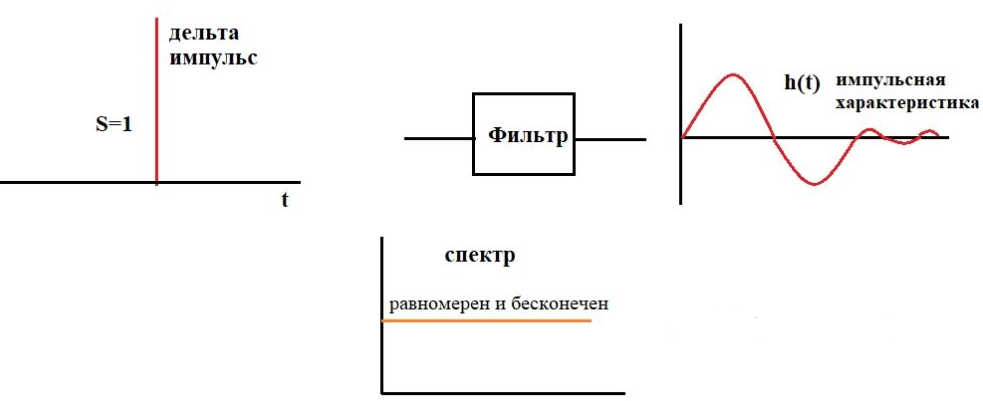 дельта
импульс
S=1
t
Фильтр
h(t) импульсная
характеристика
спектр
равномерен и бесконечен